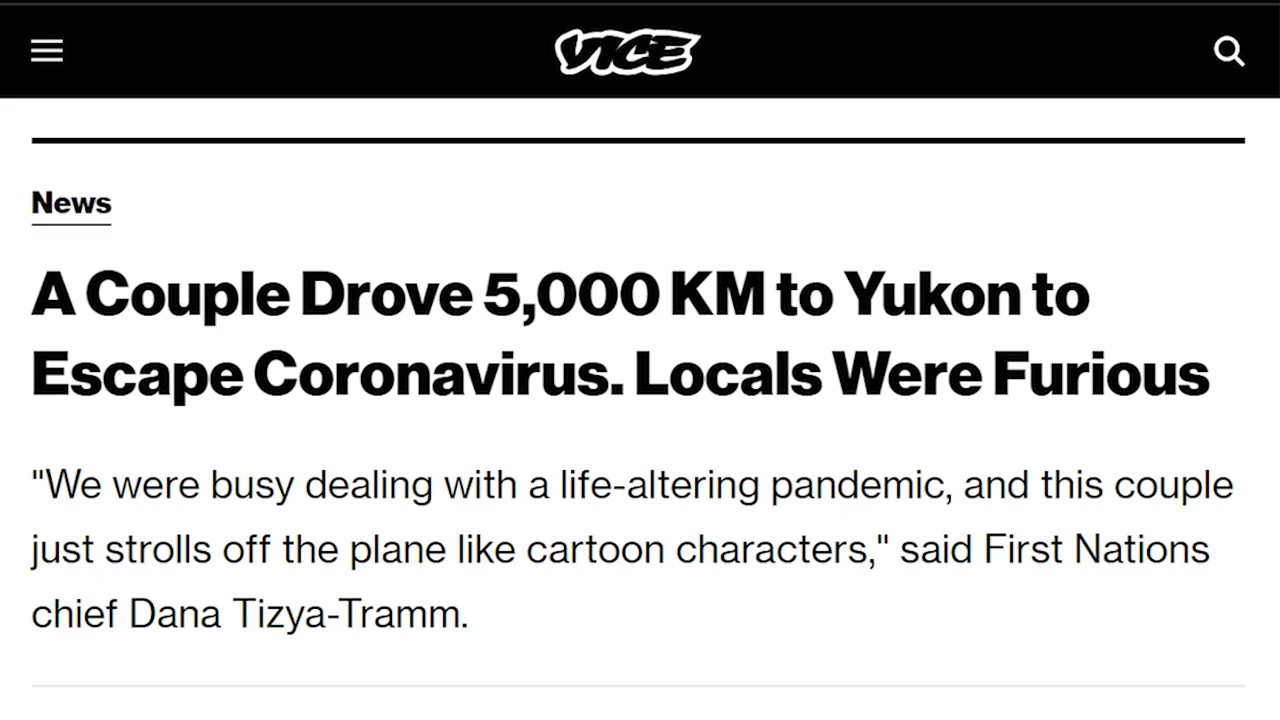 VICE
News
A Couple Drove 5,000 KM to Yukon to
Escape Coronavirus. Locals Were Furious
"We were busy dealing with a life-altering pandemic, and this couple
just strolls off the plane like cartoon characters," said First Nations
chief Dana Tizya-Tramm.